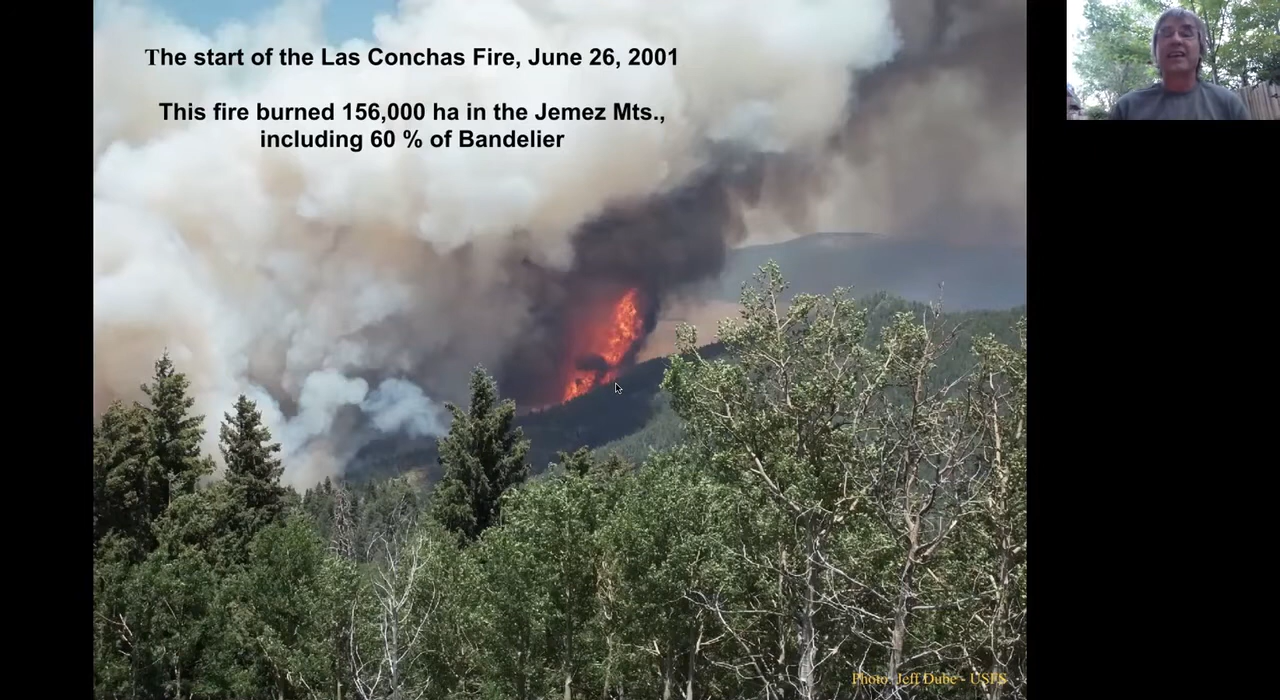 The start of the Las Conchas Fire, June 26, 2001
This fire burned 156,000 ha in the Jemez Mts.,
including 60 % of Bandelier
Photo Jeff Dube - USFS